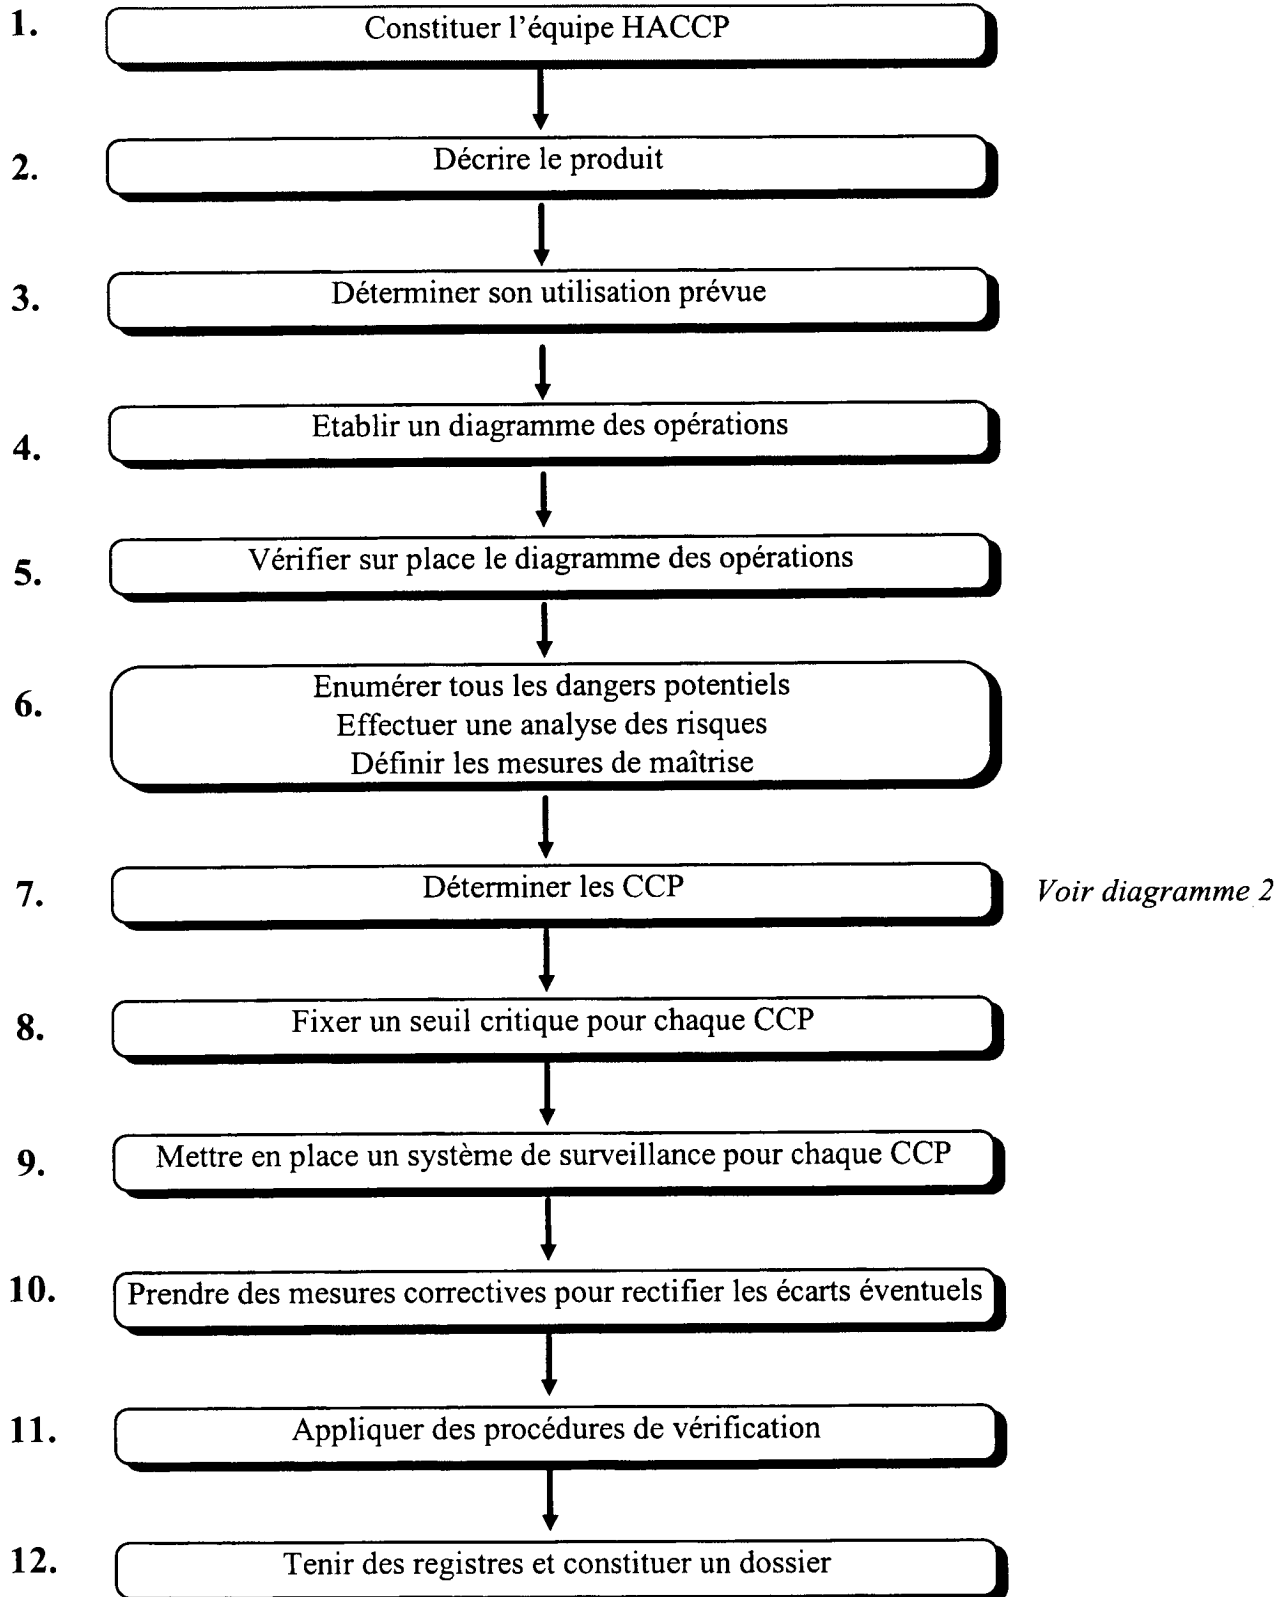 1. Constituer l’équipe HACCP
2. Décrire le produit
3. Déterminer son utilisation prévue
4. Etablir un diagramme des opérations
5. Vérifier sur place le diagramme des opérations
6. Enumérer tous les dangers potentiels
Effectuer une analyse des risques
Définir les mesures de maîtrise
7. Déterminer les CCP Voir diagramme 2
8. Fixer un seuil critique pour chaque CCP
9. Mettre en place un système de surveillance pour chaque CCP
10. Prendre des mesures correctives pour rectifier les écarts éventuels
11. Appliquer des procédures de vérification
12. Tenir des registres et constituer un dossier